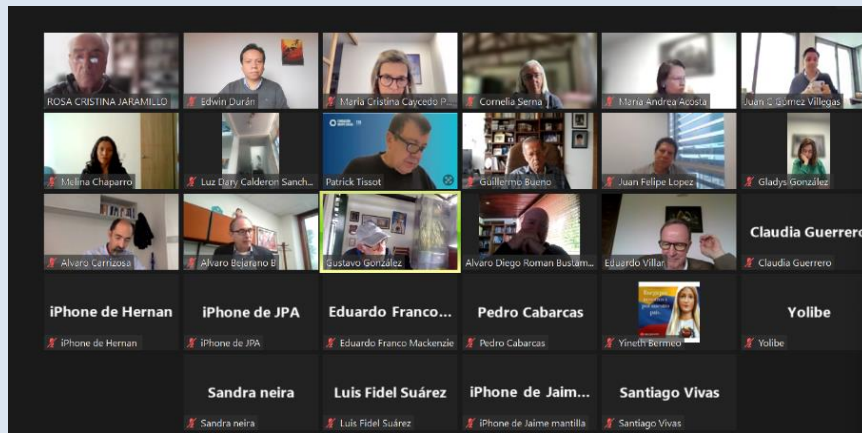 ROSA CRISTINA JARAMILLO
Edwin Durán
María Cristina Caycedo P...
Cornelia Serna
María Andrea Acosta
Juan C Gómez Villegas
Melina Chaparro
Luz Dary Calderon Sanch...
Patrick Tissot
Guillermo Bueno
Juan Felipe Lopez
Gladys González
Alvaro Carrizosa
Alvaro Bejarano B
Gustavo González
Alvaro Diego Roman Bustam...
Eduardo Villar
Claudia Guerrero
Claudia Guerrero
iPhone de Hernan
iPhone de JPA
Eduardo Franco...
Pedro Cabarcas
Yolibe
iPhone de Hernan
iPhone de JPA
Eduardo Franco Mackenzie
Pedro Cabarcas
Yineth Bermeo
Yolibe
Sandra neira
Luis Fidel Suárez
iPhone de Jaim...
Santiago Vivas
Sandra neira
Luis Fidel Suárez
iPhone de Jaime mantilla
Santiago Vivas